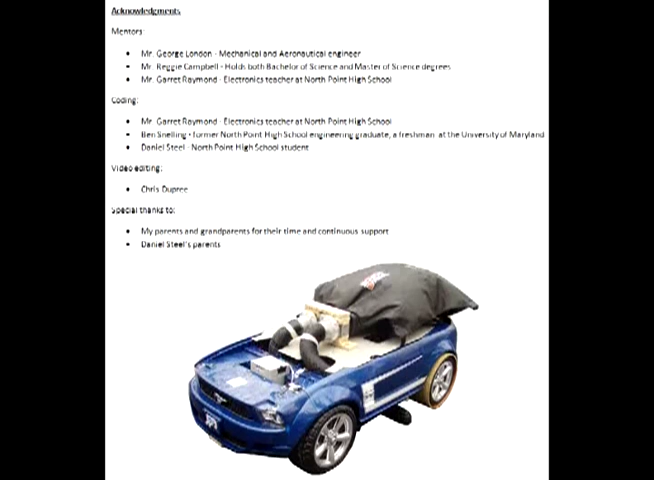 Acknowledgments
Mentors:
• Mr. George London - Mechanical and Aeronautical engineer
• Mr. Reggie Campbell - Holds both Bachelor of Science and Master of Science degrees
• Mr. Garret Raymond - Electronics teacher at North Point High School
Coding:
• Mr. Garret Raymond - Electronics teacher at North Point High School
• Ben Snelling - former North Point High School engineering graduate, a freshman at the University of Maryland
• Daniel Steel - North Point High School student
Video editing:
• Chris Dupree
Special thanks to:
• My parents and grandparents for their time and continuous support
• Daniel Steel's parents